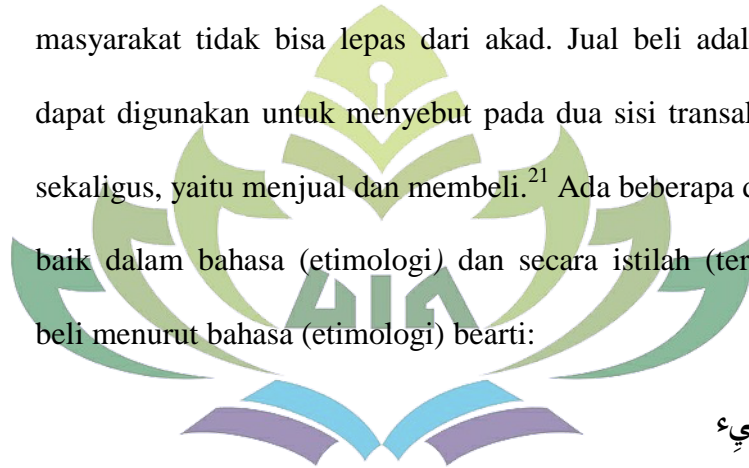 masyarakat tidak bisa lepas dari akad. Jual beli adal
dapat digunakan untuk menyebut pada dua sisi transa
sekaligus, yaitu menjual dan membeli.21 Ada beberapa
baik dalam bahasa (etimologi) dan secara istilah (ter
beli menurut bahasa (etimologi) bearti:
يِء